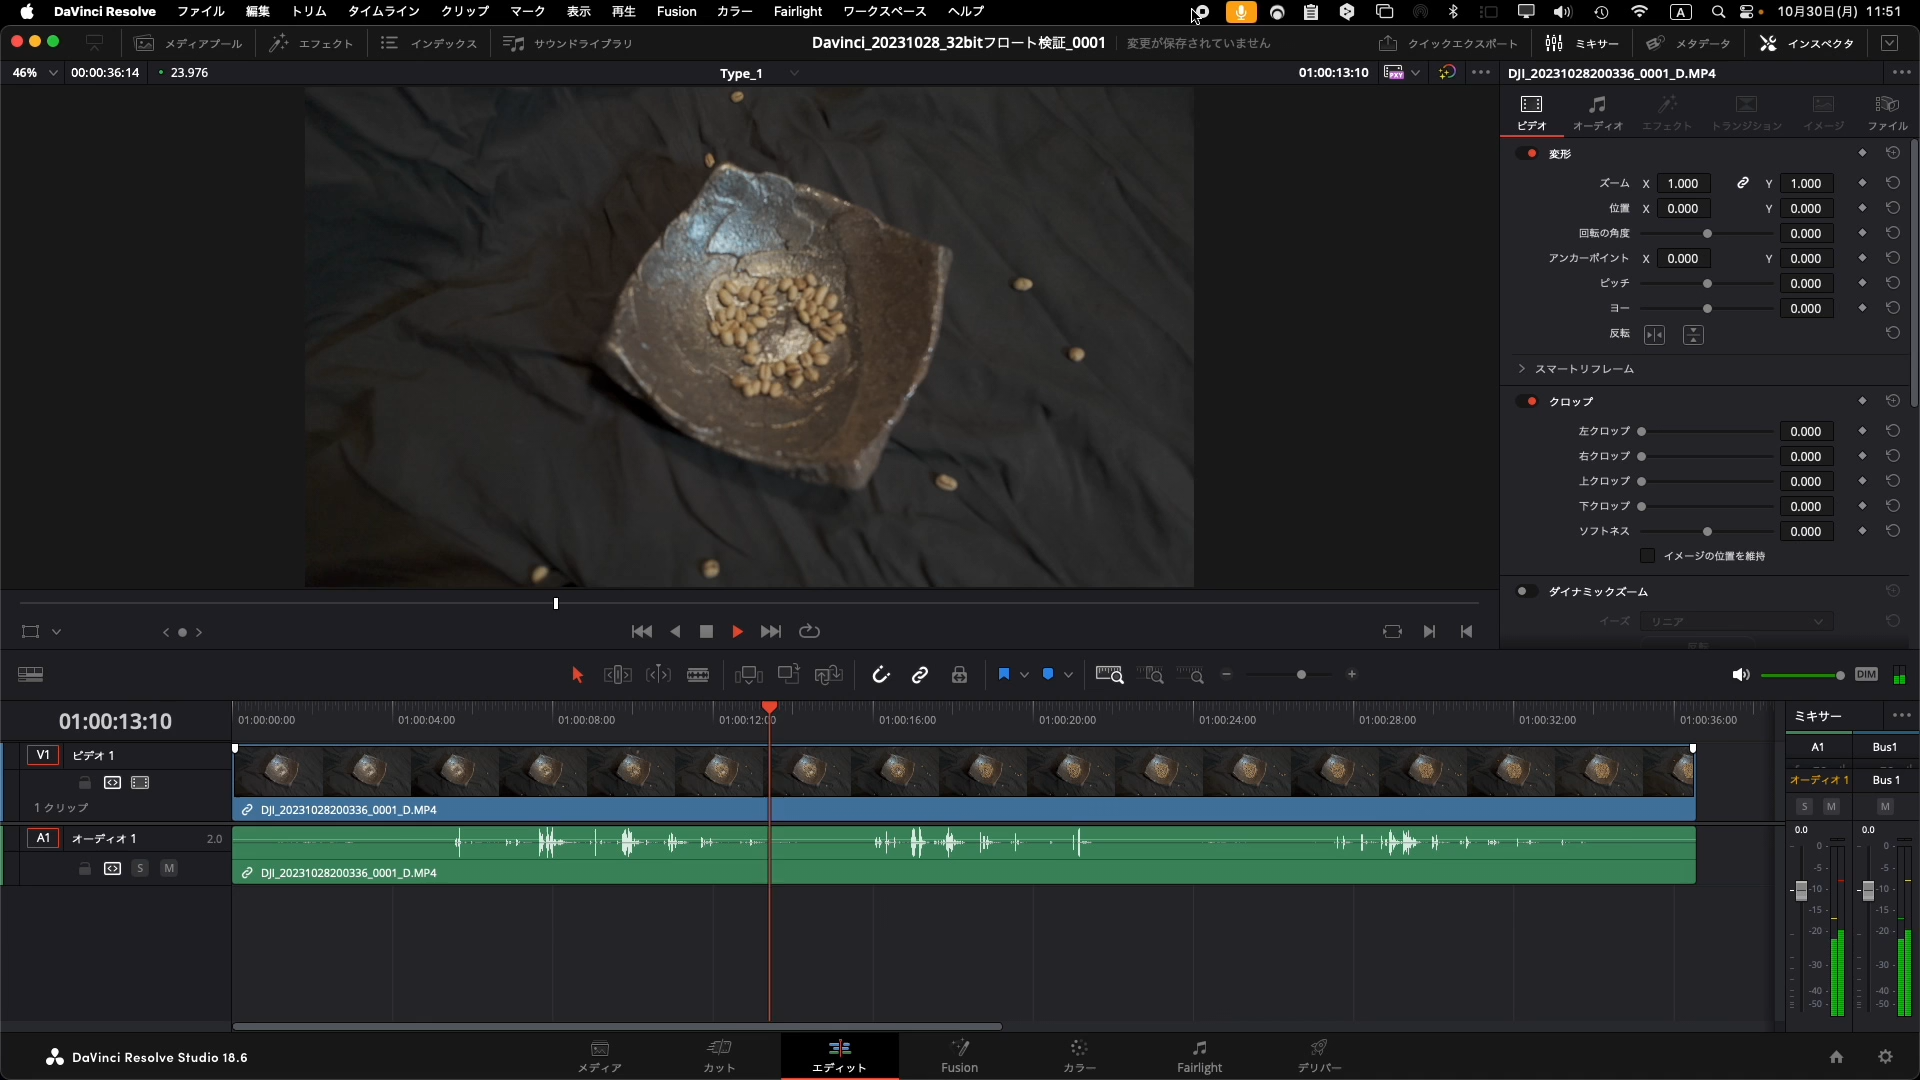 DaVinci Resolve ファイル 編集 トリム タイムライン クリップ マーク 表示 再生 Fusion カラー Fairlight ワークスペース ヘルプ A 10月30日(月) 11:51
メディアプール エフェクト インデックス サウンドライブラリ Davinci_20231028_32bitフロート検証_0001 変更が保存されていません クイックエクスポート ミキサー メタデータ インスペクタ
46% 00:00:36:14 23.976 Type_1 01:00:13:10 PXY DJI_20231028200336_0001_D.MP4
ビデオ オーディオ エフェクト トランジション イメージ ファイル
変形
ズーム X 1.000 Y 1.000
位置 X 0.000 Y 0.000
回転の角度 0.000
アンカーポイント X 0.000 Y 0.000
ピッチ 0.000
ヨー 0.000
反転
スマートリフレーム
クロップ
左クロップ 0.000
右クロップ 0.000
上クロップ 0.000
下クロップ 0.000
ソフトネス 0.000
イメージの位置を維持
ダイナミックズーム
イーズ リニア
DIM
01:00:13:10 01:00:00:00 01:00:04:00 01:00:08:00 01:00:12:00 01:00:16:00 01:00:20:00 01:00:24:00 01:00:28:00 01:00:32:00 01:00:36:00
V1 ビデオ 1
1 クリップ
DJI_20231028200336_0001_D.MP4
A1 オーディオ 1 2.0
S M
DJI_20231028200336_0001_D.MP4
ミキサー
A1 Bus1
オーディオ 1 Bus 1
S M M
0.0 0.0
0 0
-5 -5
-10 -10
-15 -15
-20 -20
-30 -30
-40 -40
-50 -50
DaVinci Resolve Studio 18.6
メディア カット エディット Fusion カラー Fairlight デリバー